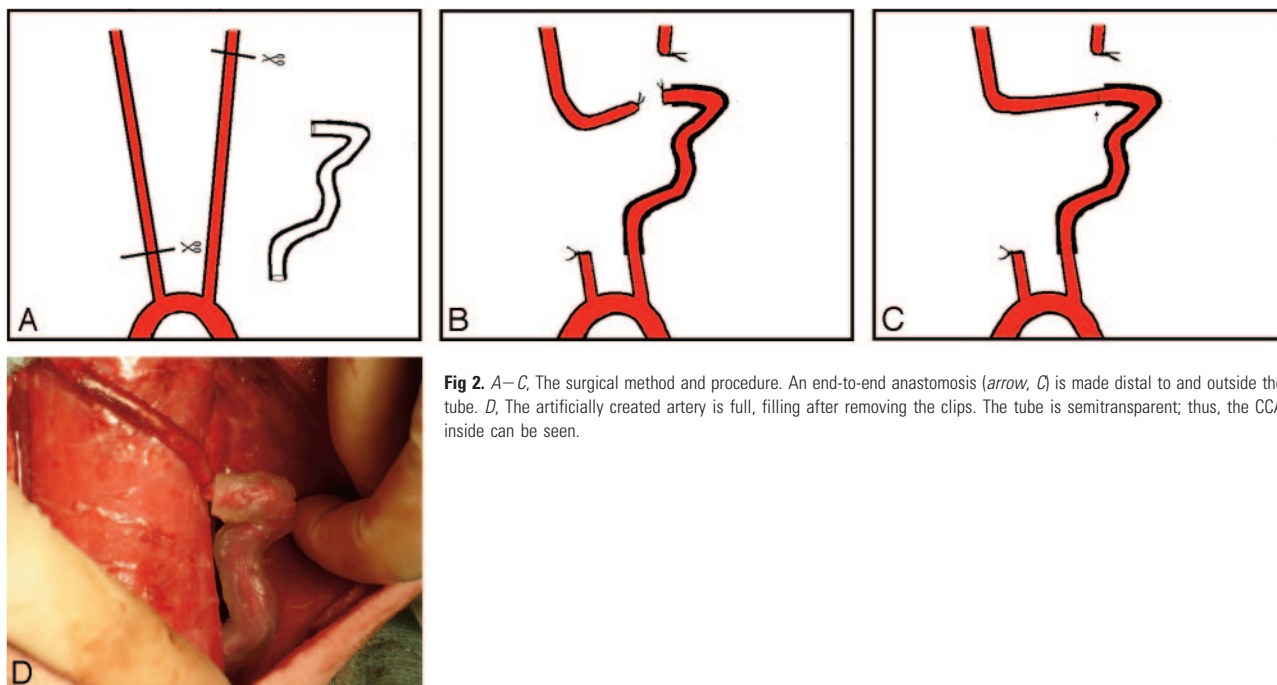 A
B
C
D
Fig 2. A–C, The surgical method and procedure. An end-to-end anastomosis (arrow, C) is made distal to and outside the
tube. D, The artificially created artery is full, filling after removing the clips. The tube is semitransparent; thus, the CCA
inside can be seen.